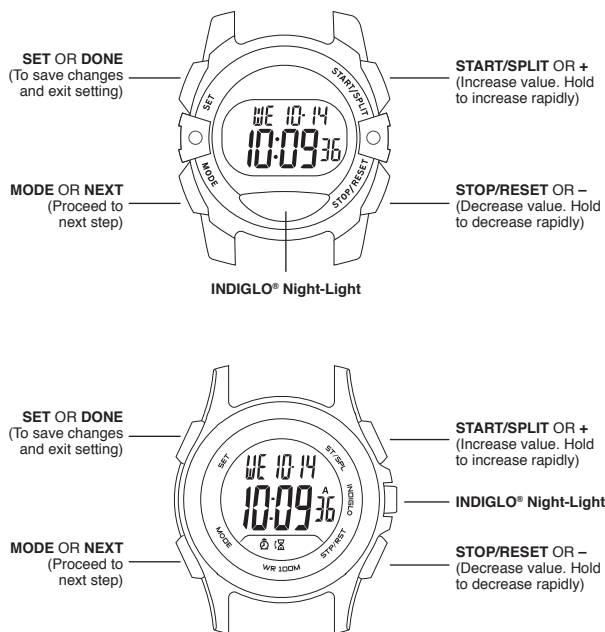 SET OR DONE
(To save changes
and exit setting)
START/SPLIT OR +
(Increase value. Hold
to increase rapidly)
SET
START/SPLIT
WE 10-14
10:09 36
MODE
STOP/RESET
MODE OR NEXT
(Proceed to
next step)
STOP/RESET OR –
(Decrease value. Hold
to decrease rapidly)
INDIGLO® Night-Light
SET OR DONE
(To save changes
and exit setting)
START/SPLIT OR +
(Increase value. Hold
to increase rapidly)
SET
ST/SPL
WE 10-14
A
10:09 36
INDIGLO
INDIGLO® Night-Light
MODE
STP/RST
WR 100M
MODE OR NEXT
(Proceed to
next step)
STOP/RESET OR –
(Decrease value. Hold
to decrease rapidly)